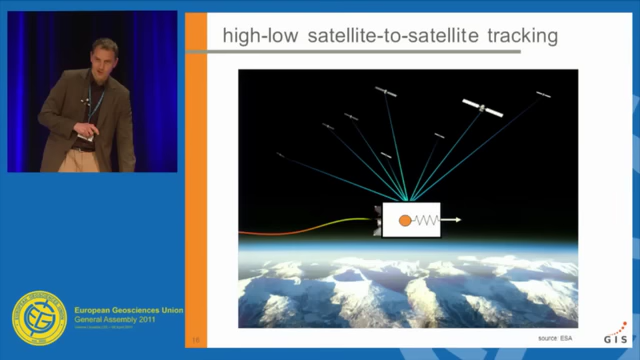 high-low satellite-to-satellite tracking
European Geosciences Union
General Assembly 2011
source: ESA
GIS